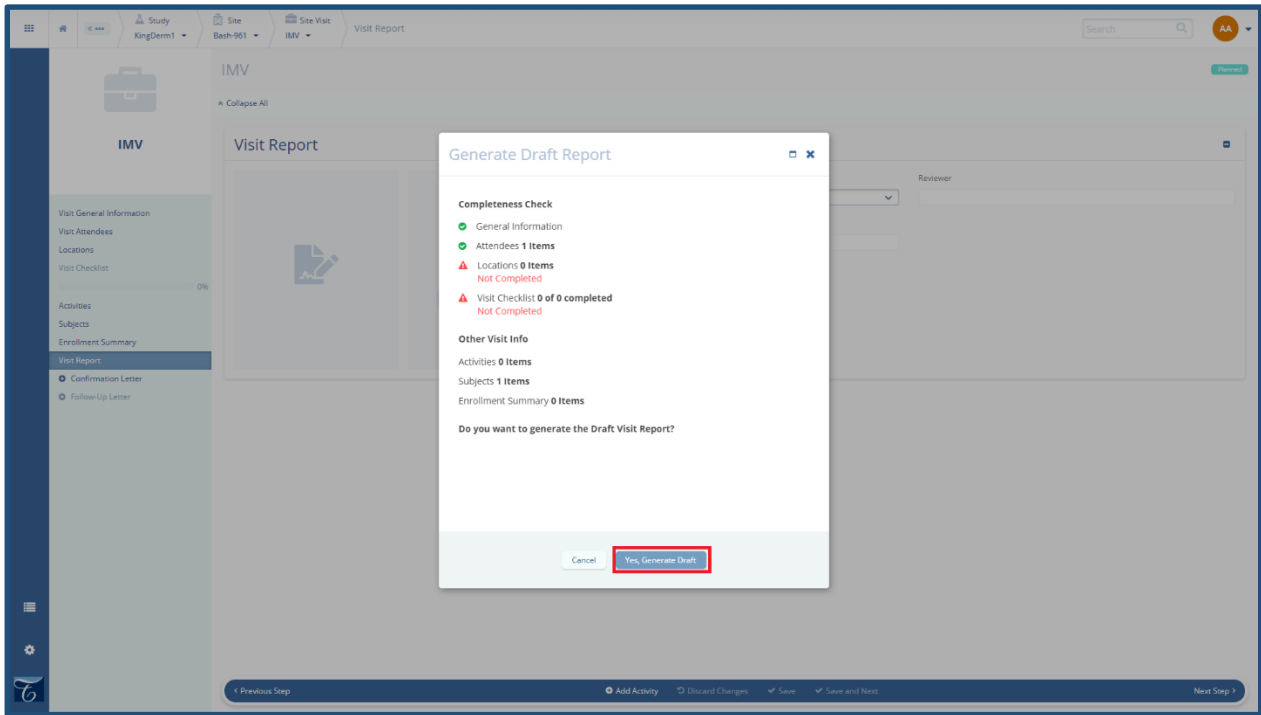 Study
KingDerm1
Site
Bash-961
Site Visit
IMV
Visit Report
Search
AA
IMV
Planned
Collapse All
IMV
Visit General Information
Visit Attendees
Locations
Visit Checklist
0%
Activities
Subjects
Enrollment Summary
Visit Report
Confirmation Letter
Follow-Up Letter
Visit Report
Reviewer
Generate Draft Report
Completeness Check
General Information
Attendees 1 Items
Locations 0 Items
Not Completed
Visit Checklist 0 of 0 completed
Not Completed
Other Visit Info
Activities 0 Items
Subjects 1 Items
Enrollment Summary 0 Items
Do you want to generate the Draft Visit Report?
Cancel
Yes, Generate Draft
Previous Step
Add Activity
Discard Changes
Save
Save and Next
Next Step